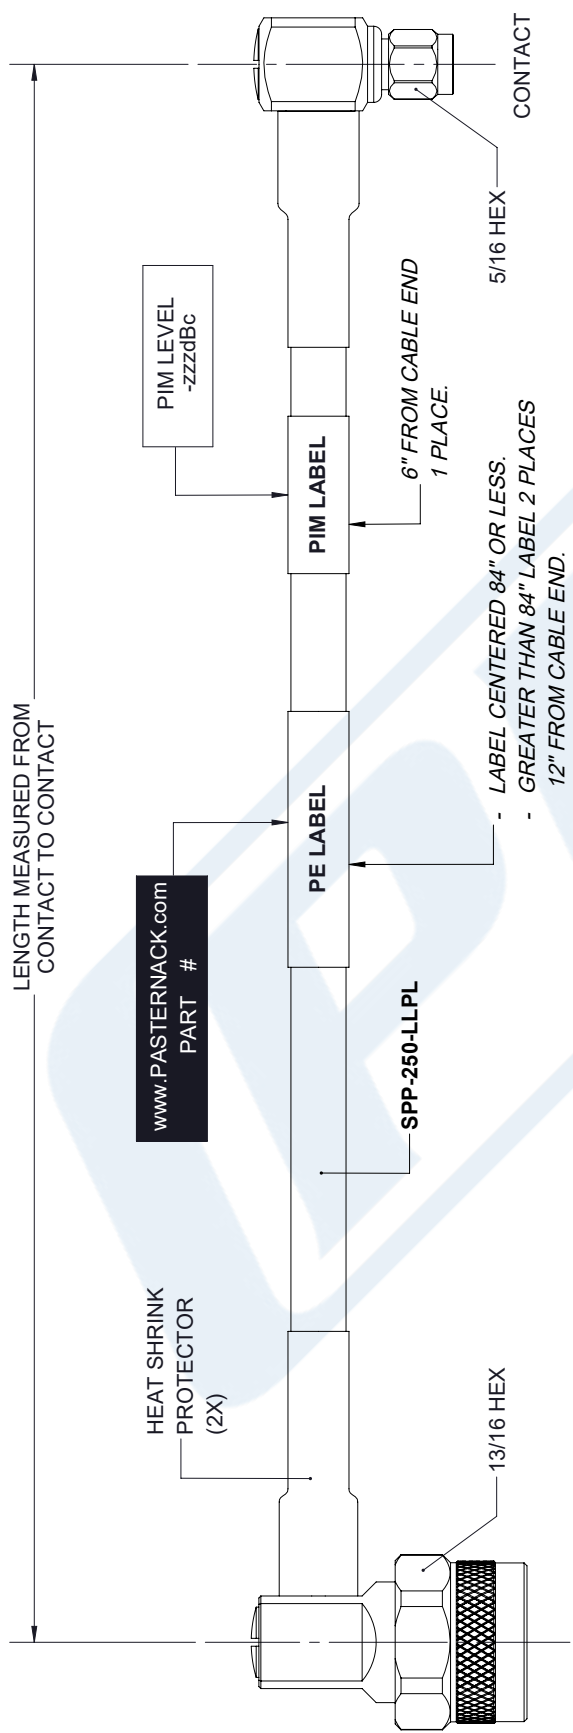 LENGTH MEASURED FROM
CONTACT TO CONTACT
www.PASTERNACK.com
PART #
PIM LEVEL
-zzzdBc
HEAT SHRINK
PROTECTOR
(2X)
PE LABEL
PIM LABEL
SPP-250-LLPL
6" FROM CABLE END
1 PLACE.
- LABEL CENTERED 84" OR LESS.
- GREATER THAN 84" LABEL 2 PLACES
12" FROM CABLE END.
13/16 HEX
5/16 HEX
CONTACT